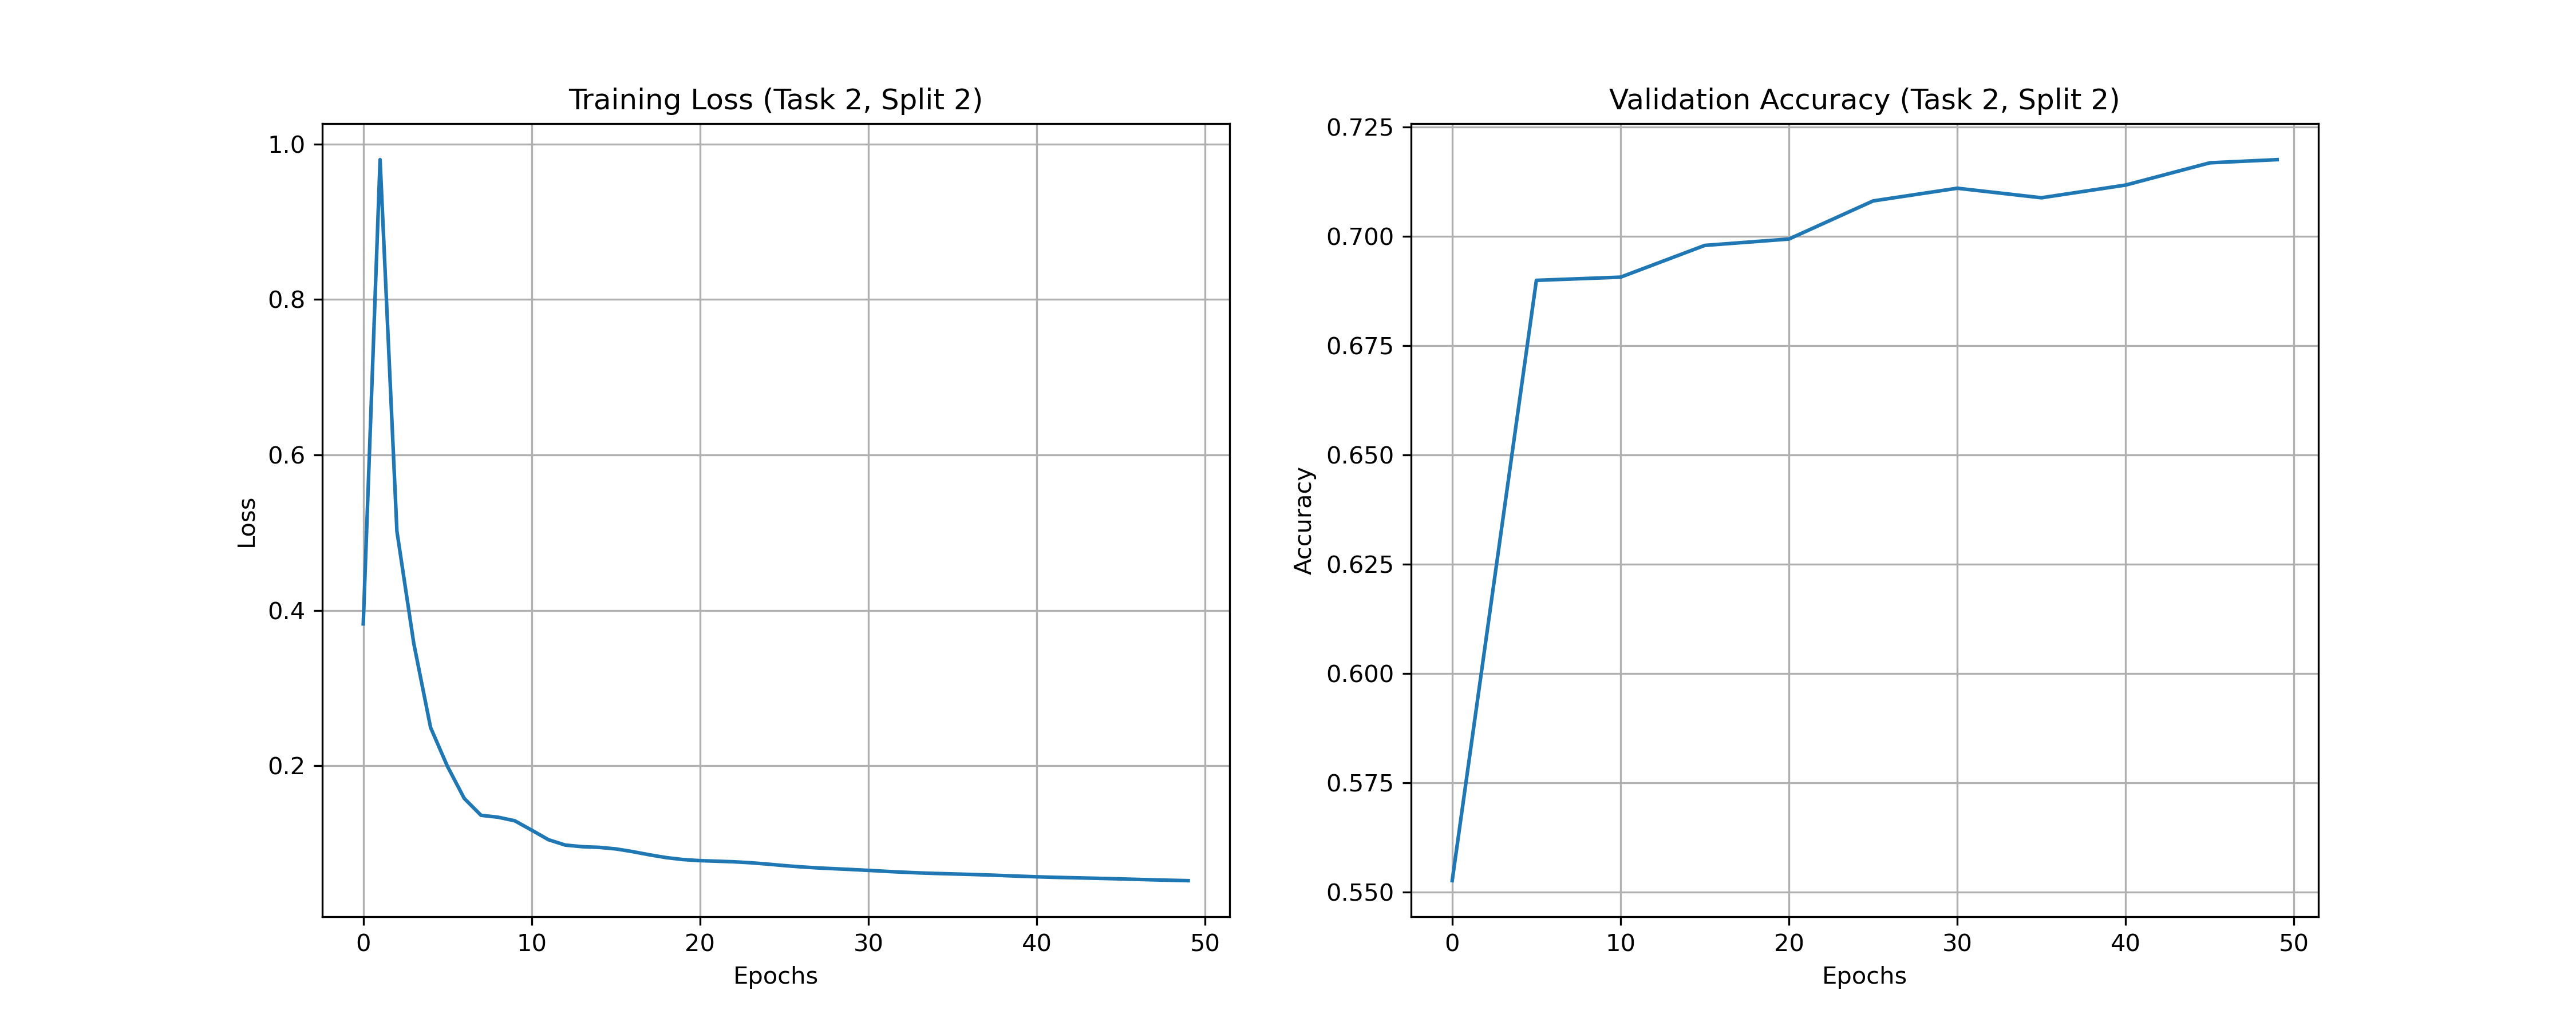 Training Loss (Task 2, Split 2)
1.0
0.8
0.6
0.4
0.2
Loss
0 10 20 30 40 50
Epochs
Validation Accuracy (Task 2, Split 2)
0.725
0.700
0.675
0.650
0.625
0.600
0.575
0.550
Accuracy
0 10 20 30 40 50
Epochs